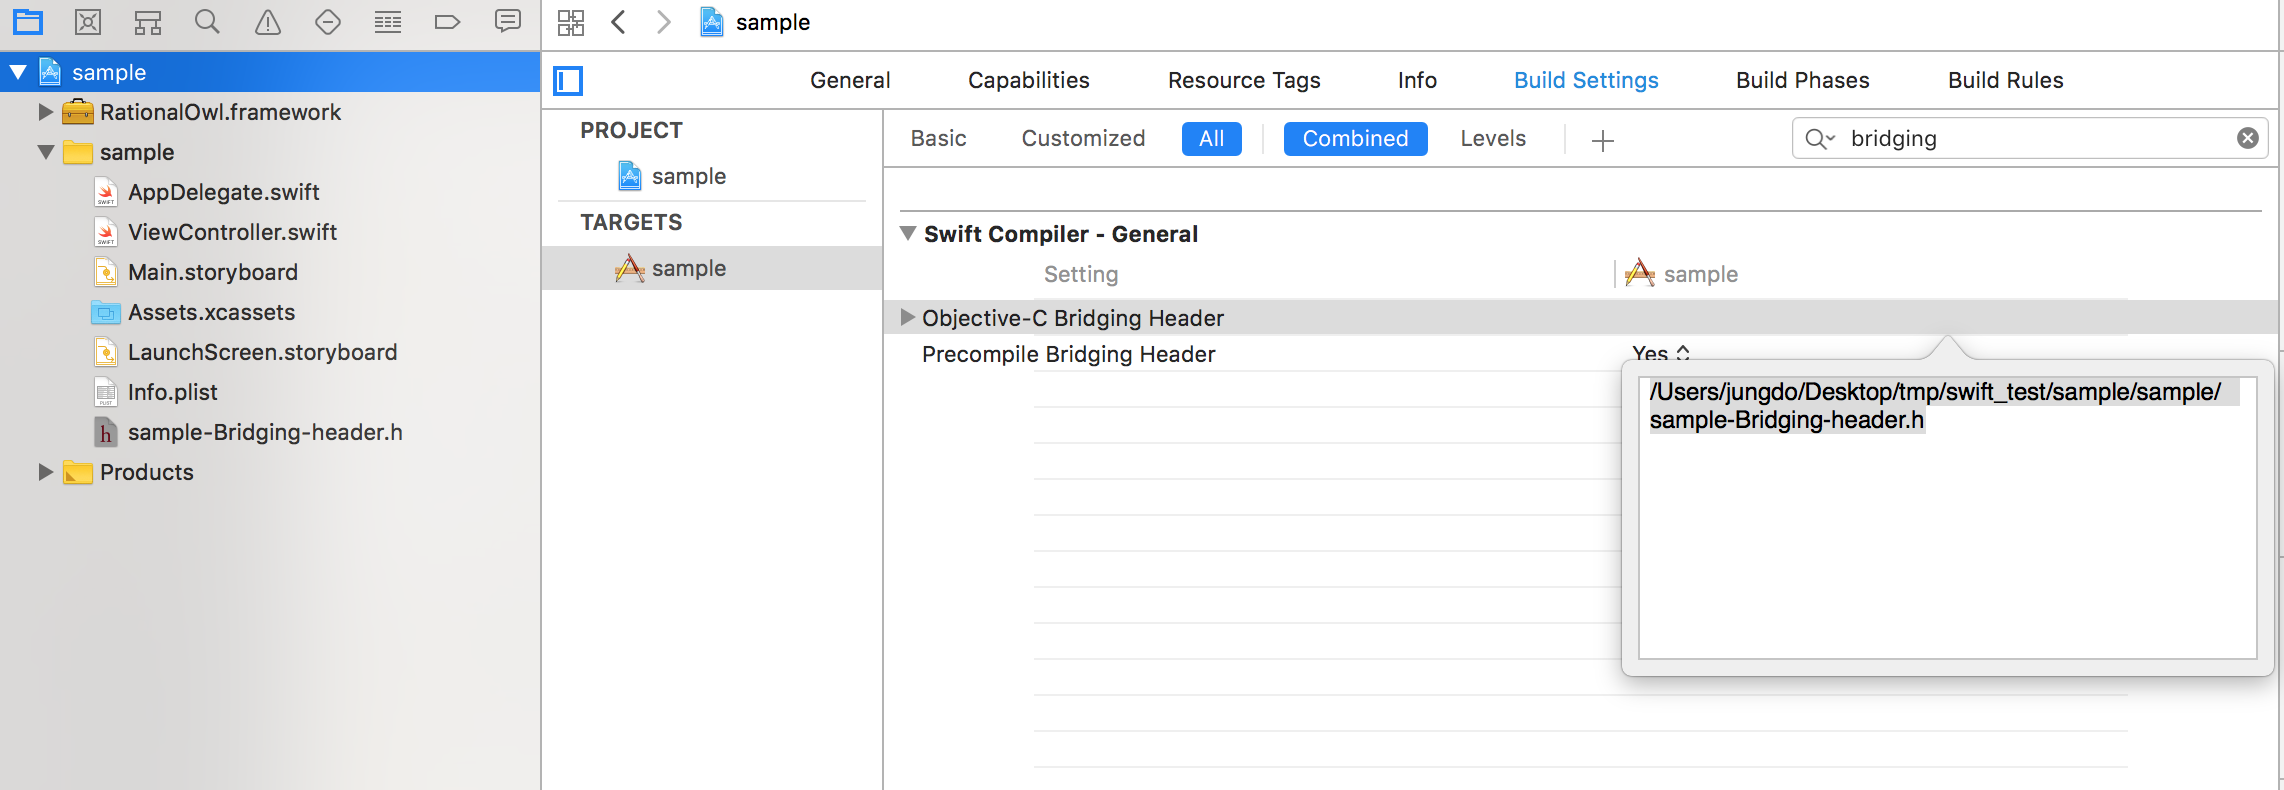 sample
sample
RationalOwl.framework
sample
AppDelegate.swift
ViewController.swift
Main.storyboard
Assets.xcassets
LaunchScreen.storyboard
Info.plist
sample-Bridging-header.h
Products
General Capabilities Resource Tags Info Build Settings Build Phases Build Rules
PROJECT
sample
TARGETS
sample
Basic Customized All Combined Levels bridging
Swift Compiler - General
Setting sample
Objective-C Bridging Header
Precompile Bridging Header Yes
/Users/jungdo/Desktop/tmp/swift_test/sample/sample/
sample-Bridging-header.h